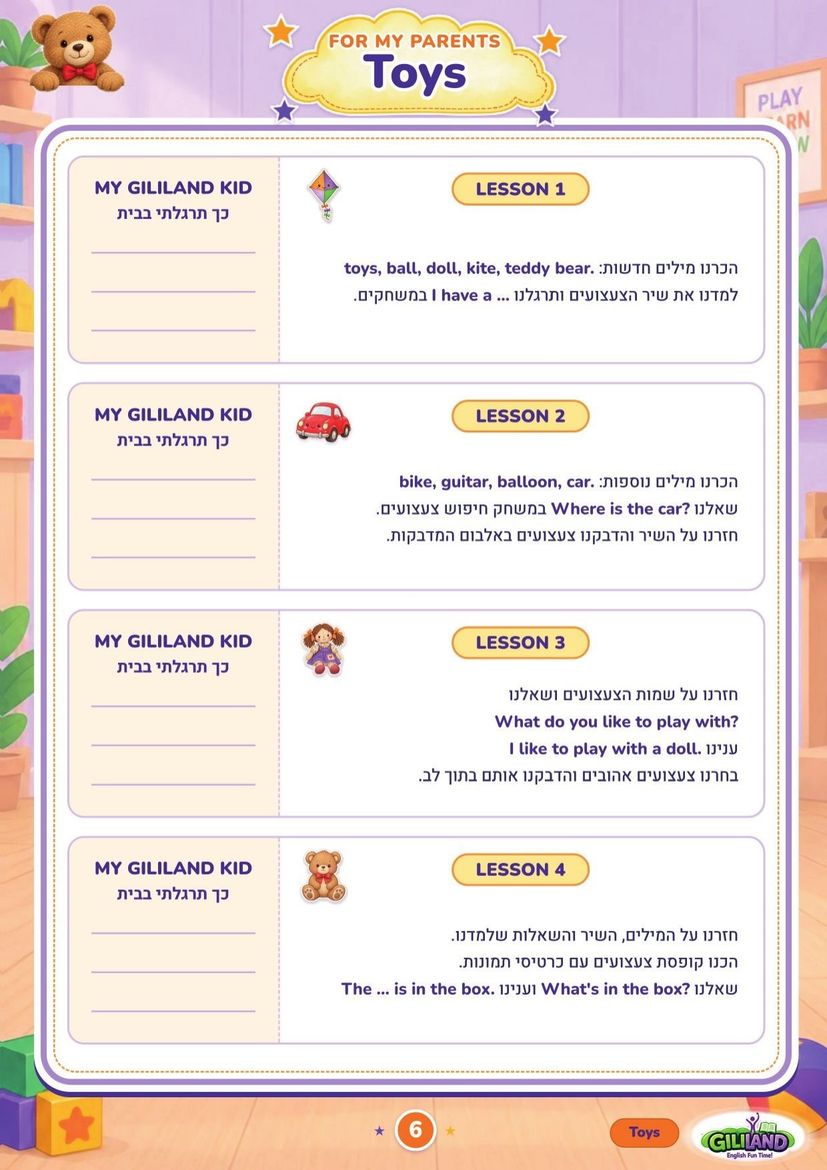 FOR MY PARENTS
Toys
PLAY
LEARN
MY GILILAND KID
כך תרגלתי בבית
LESSON 1
הכרנו מילים חדשות: toys, ball, doll, kite, teddy bear.
למדנו את שיר הצעצועים ותרגלנו I have a ... במשחקים.
MY GILILAND KID
כך תרגלתי בבית
LESSON 2
הכרנו מילים נוספות: bike, guitar, balloon, car.
שאלנו Where is the car? במשחק חיפוש צעצועים.
חזרנו על השיר והדבקנו צעצועים באלבום המדבקות.
MY GILILAND KID
כך תרגלתי בבית
LESSON 3
חזרנו על שמות הצעצועים ושאלנו
What do you like to play with?
ענינו I like to play with a doll.
בחרנו צעצועים אהובים והדבקנו אותם בתוך לב.
MY GILILAND KID
כך תרגלתי בבית
LESSON 4
חזרנו על המילים, השיר והשאלות שלמדנו.
הכנו קופסת צעצועים עם כרטיסי תמונות.
שאלנו What's in the box? וענינו The ... is in the box.
6
Toys
GILILAND
English Fun Time!